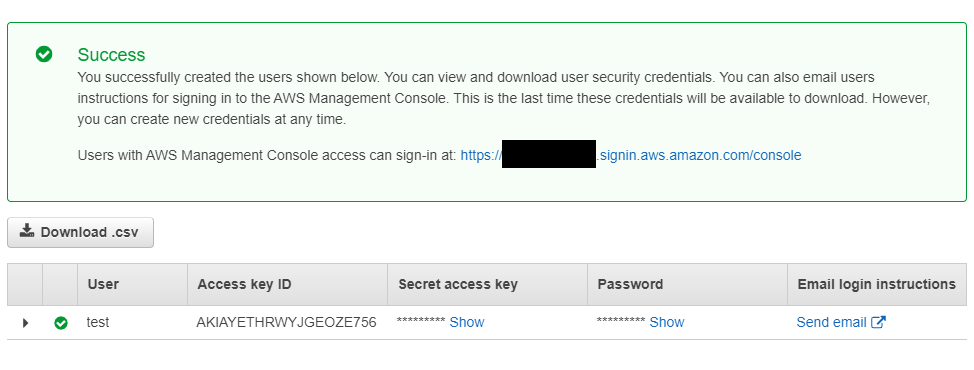 Success
You successfully created the users shown below. You can view and download user security credentials. You can also email users
instructions for signing in to the AWS Management Console. This is the last time these credentials will be available to download. However,
you can create new credentials at any time.
Users with AWS Management Console access can sign-in at: https:// .signin.aws.amazon.com/console
Download .csv
User Access key ID Secret access key Password Email login instructions
test AKIAYETHRWYJGEOZE756 ********* Show ********* Show Send email